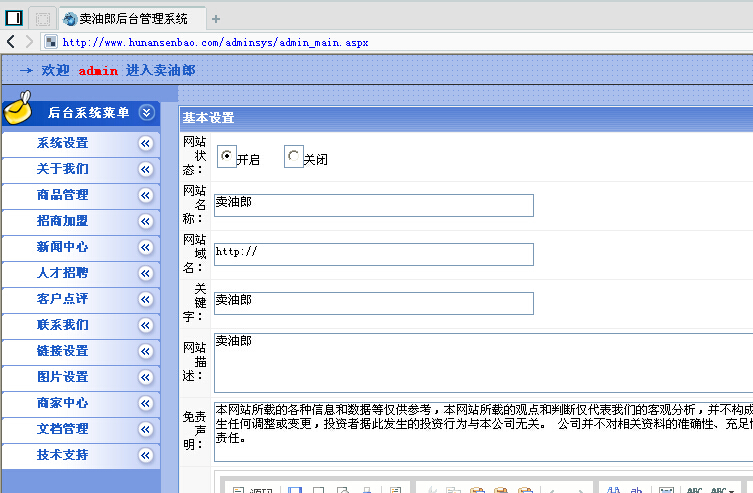 卖油郎后台管理系统
http://www.hunansenbao.com/adminsys/admin_main.aspx
→ 欢迎 admin 进入卖油郎
后台系统菜单
系统设置
关于我们
商品管理
招商加盟
新闻中心
人才招聘
客户点评
联系我们
链接设置
图片设置
商家中心
文档管理
技术支持
基本设置
网站状态：
开启 关闭
网站名称：
卖油郎
网站域名：
http://
关键字：
卖油郎
网站描述：
卖油郎
免责声明：
本网站所载的各种信息和数据等仅供参考，本网站所载的观点和判断仅代表我们的客观分析，并不构成
生任何调整或变更，投资者据此发生的投资行为与本公司无关。 公司并不对相关资料的准确性、充足
责任。
源码